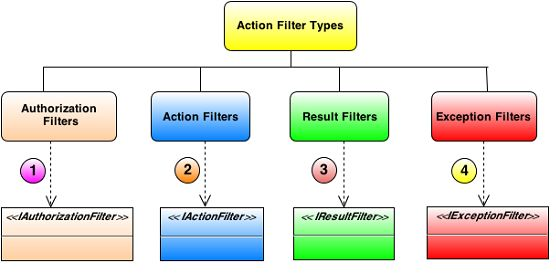 Action Filter Types
Authorization
Filters
Action Filters
Result Filters
Exception Filters
1
2
3
4
<<IAuthorizationFilter>>
<<IActionFilter>>
<<IResultFilter>>
<<IExceptionFilter>>